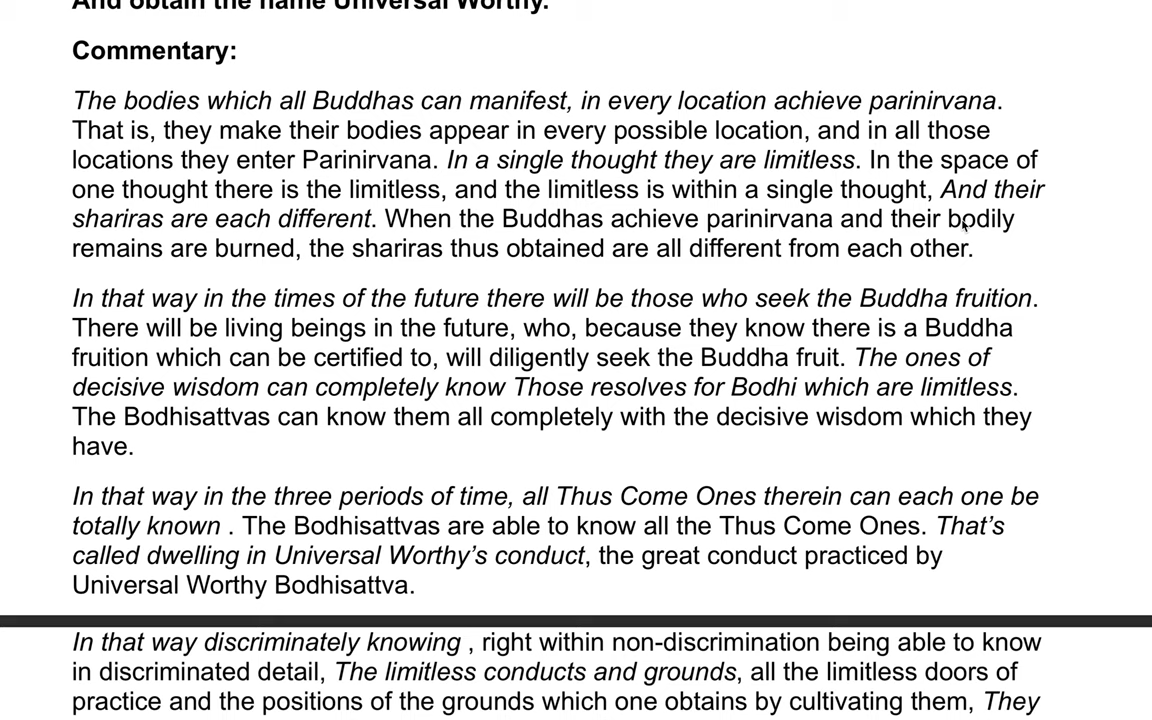 And obtain the name Universal Worthy.
Commentary:
The bodies which all Buddhas can manifest, in every location achieve parinirvana.
That is, they make their bodies appear in every possible location, and in all those
locations they enter Parinirvana. In a single thought they are limitless. In the space of
one thought there is the limitless, and the limitless is within a single thought, And their
shariras are each different. When the Buddhas achieve parinirvana and their bodily
remains are burned, the shariras thus obtained are all different from each other.
In that way in the times of the future there will be those who seek the Buddha fruition.
There will be living beings in the future, who, because they know there is a Buddha
fruition which can be certified to, will diligently seek the Buddha fruit. The ones of
decisive wisdom can completely know Those resolves for Bodhi which are limitless.
The Bodhisattvas can know them all completely with the decisive wisdom which they
have.
In that way in the three periods of time, all Thus Come Ones therein can each one be
totally known . The Bodhisattvas are able to know all the Thus Come Ones. That’s
called dwelling in Universal Worthy’s conduct, the great conduct practiced by
Universal Worthy Bodhisattva.
In that way discriminately knowing , right within non-discrimination being able to know
in discriminated detail, The limitless conducts and grounds, all the limitless doors of
practice and the positions of the grounds which one obtains by cultivating them, They